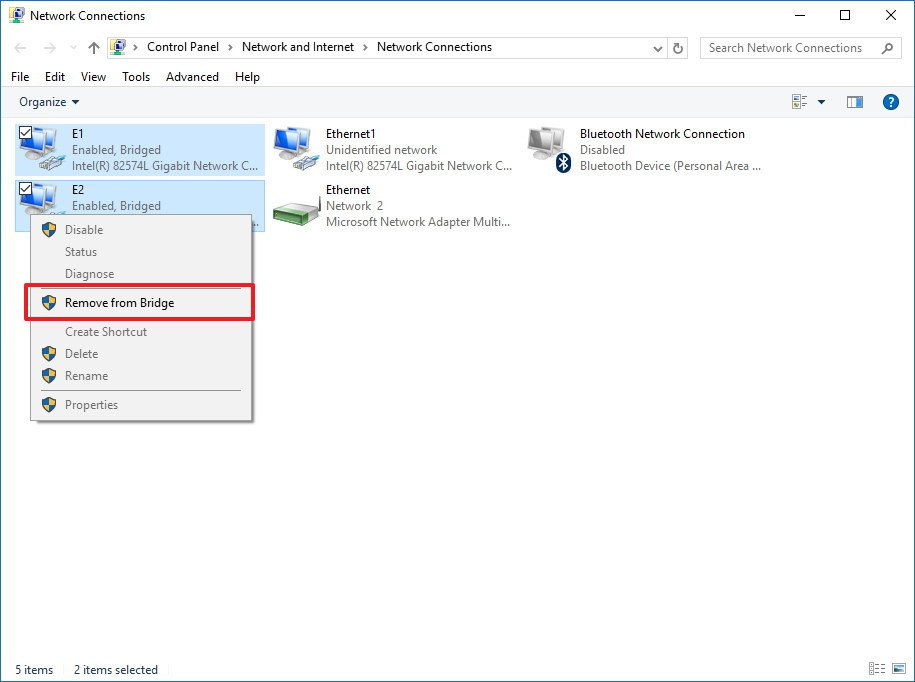 Network Connections
Control Panel > Network and Internet > Network Connections
Search Network Connections
File Edit View Tools Advanced Help
Organize
E1
Enabled, Bridged
Intel(R) 82574L Gigabit Network C...
E2
Enabled, Bridged
Ethernet1
Unidentified network
Intel(R) 82574L Gigabit Network C...
Ethernet
Network 2
Microsoft Network Adapter Multi...
Bluetooth Network Connection
Disabled
Bluetooth Device (Personal Area ...
Disable
Status
Diagnose
Remove from Bridge
Create Shortcut
Delete
Rename
Properties
5 items 2 items selected